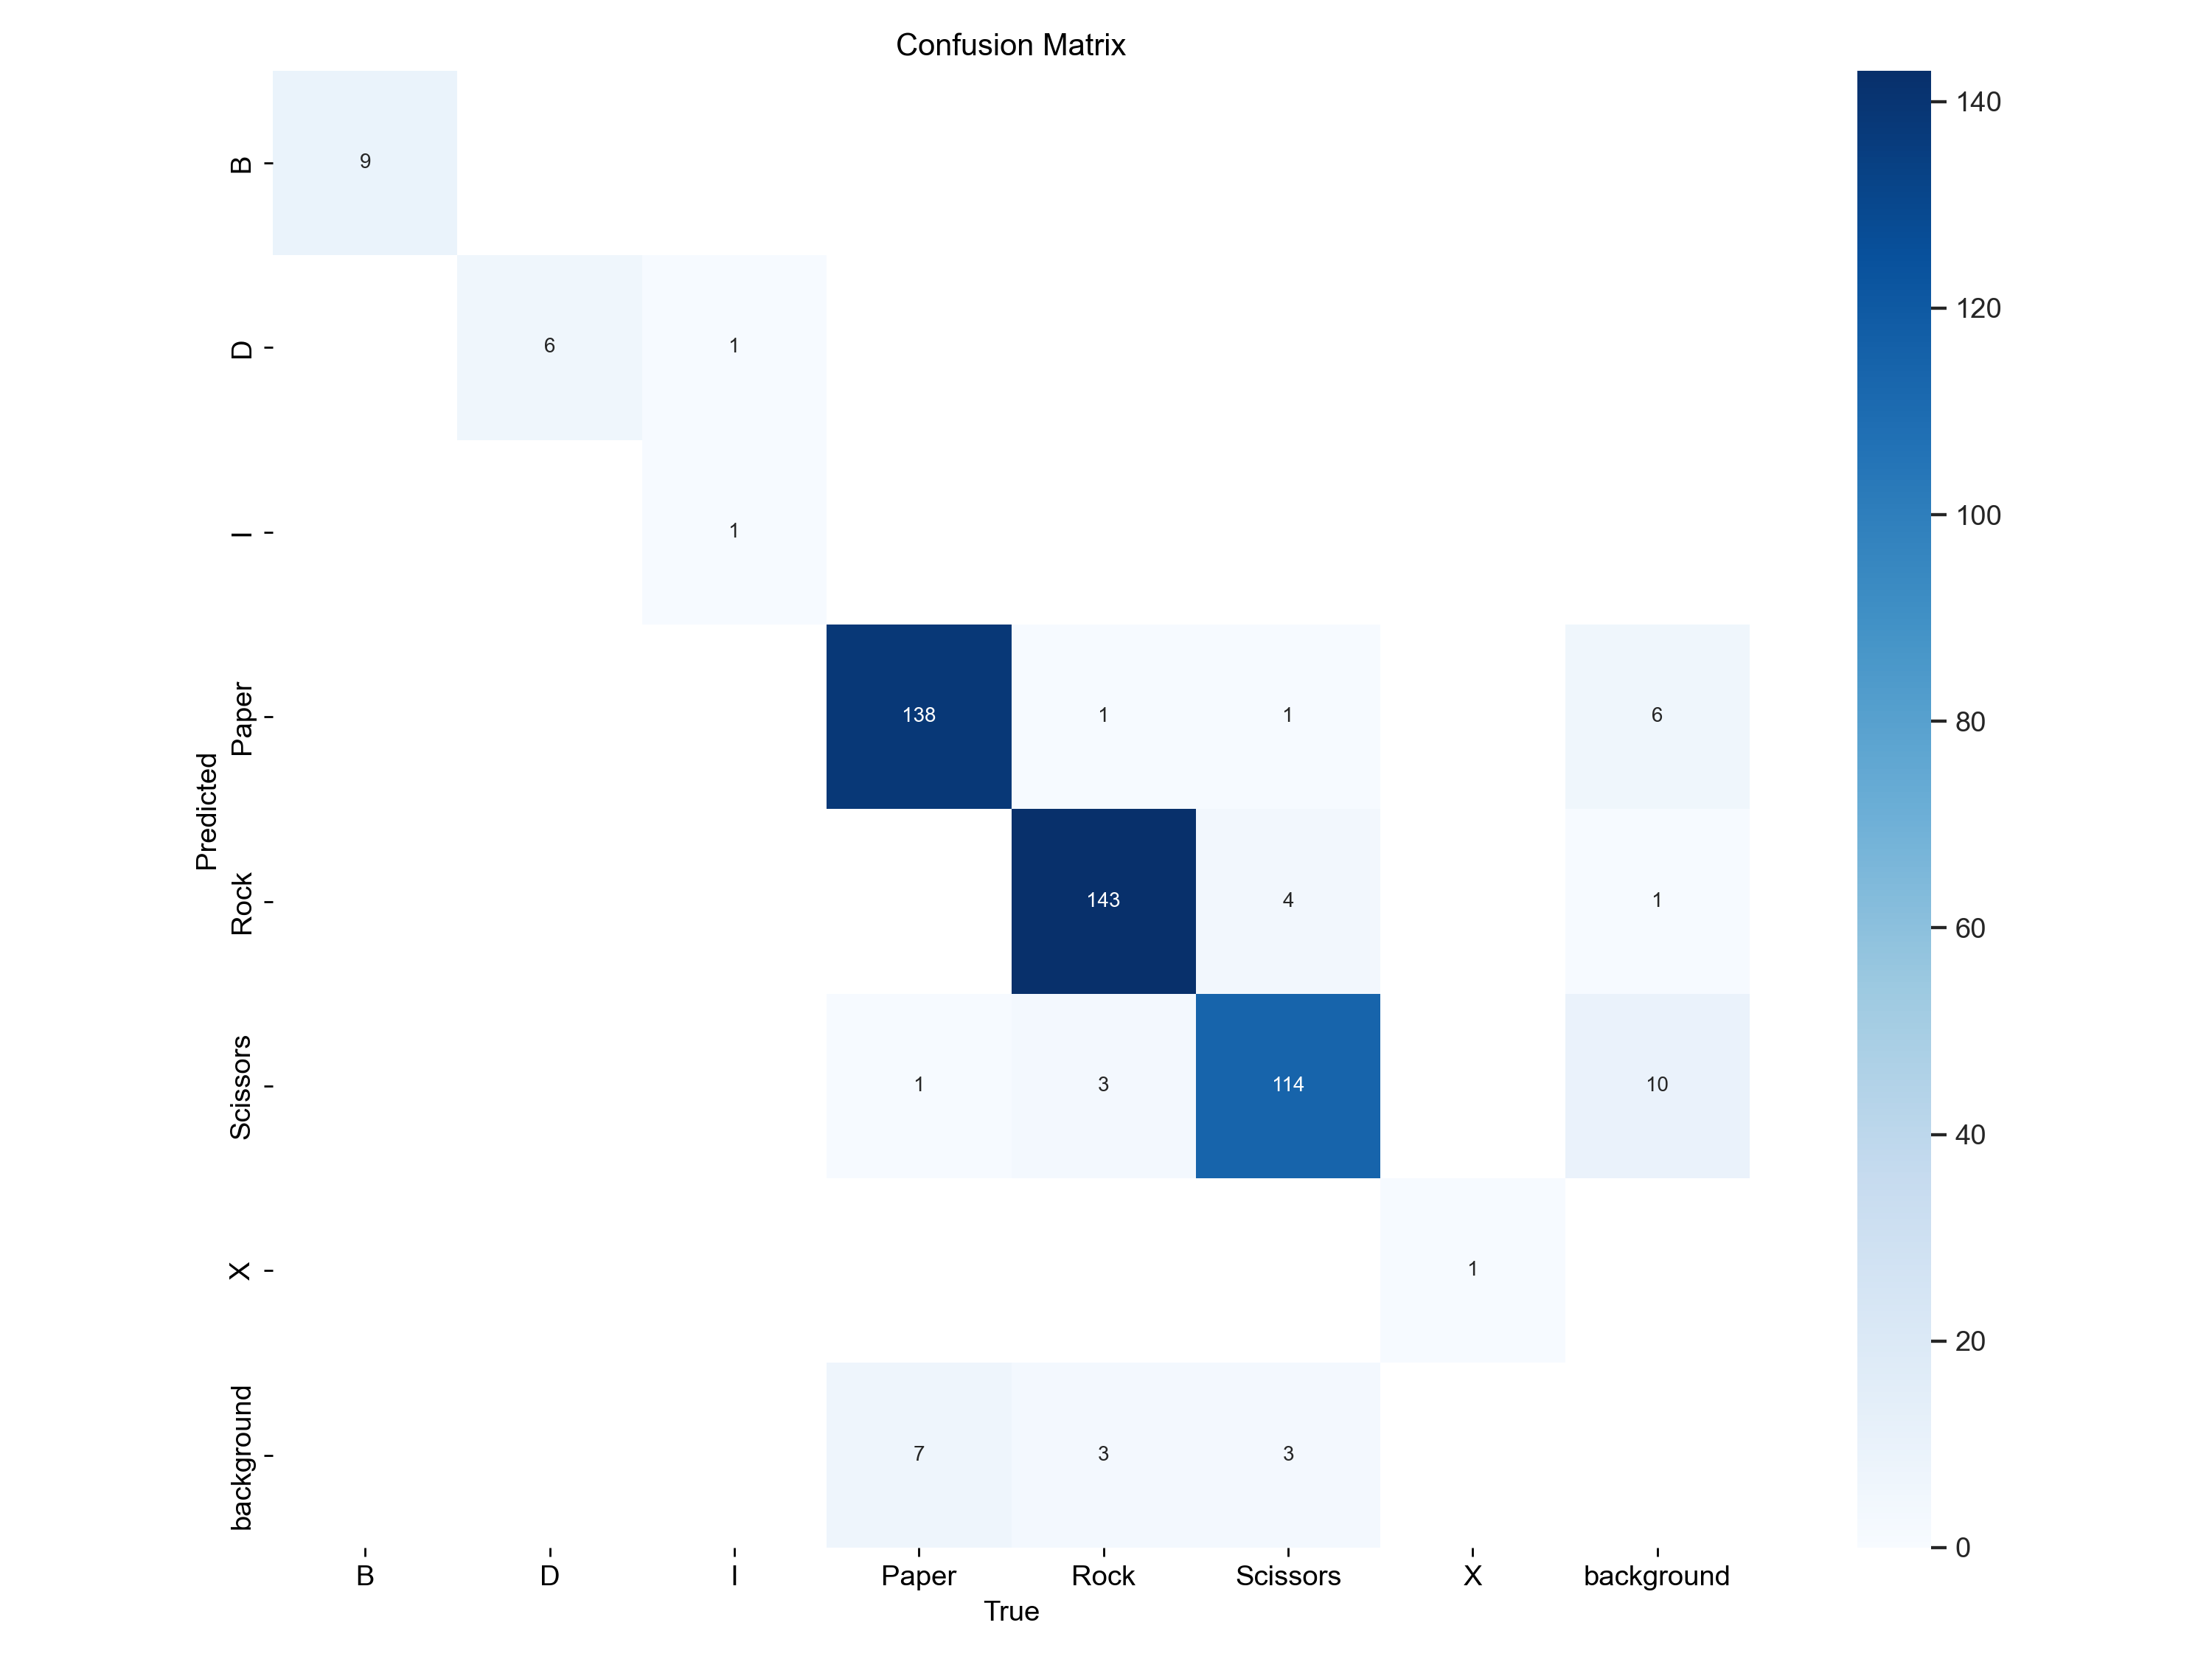 Confusion Matrix
B
9
D
6 1
I
1
Paper
138 1 1 6
Rock
143 4 1
Scissors
1 3 114 10
X
1
background
7 3 3
Predicted
B D I Paper Rock Scissors X background
True
140
120
100
80
60
40
20
0